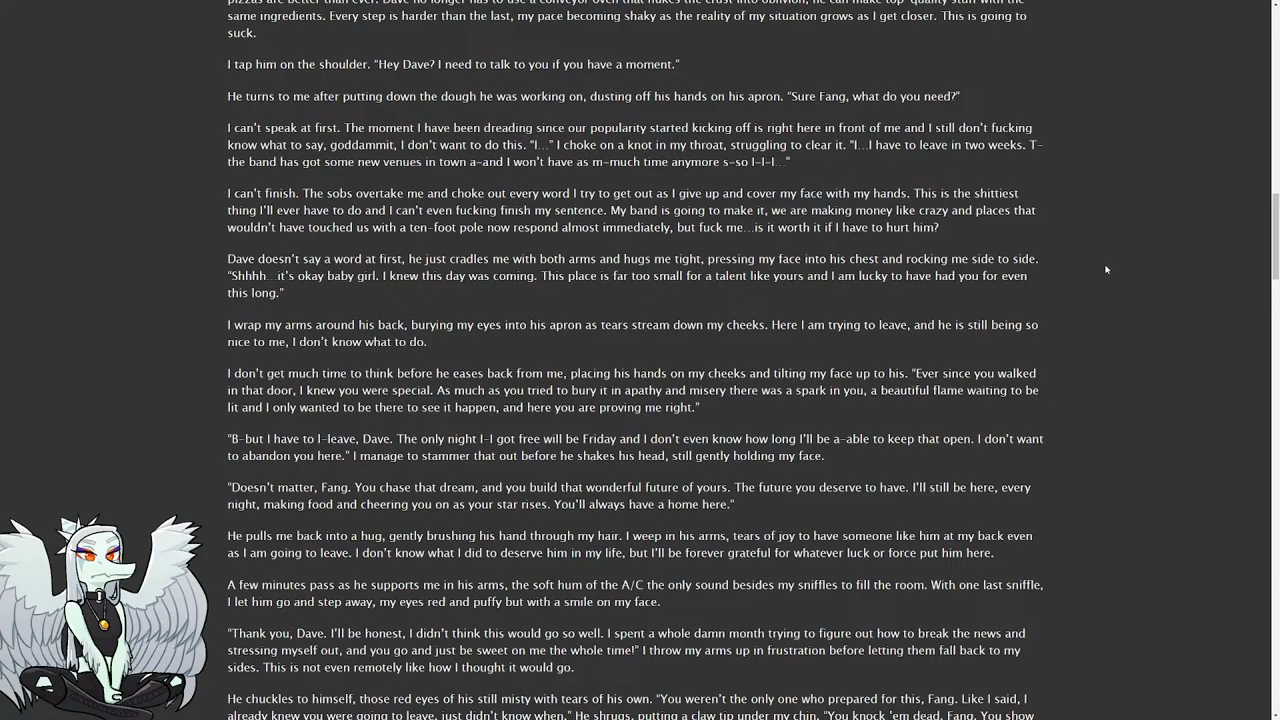 pizzas are better than ever. Dave no longer has to use a conveyor oven that nukes the crust into oblivion, he can make top-quality stuff with the
same ingredients. Every step is harder than the last, my pace becoming shaky as the reality of my situation grows as I get closer. This is going to
suck.
I tap him on the shoulder. “Hey Dave? I need to talk to you if you have a moment.”
He turns to me after putting down the dough he was working on, dusting off his hands on his apron. “Sure Fang, what do you need?”
I can’t speak at first. The moment I have been dreading since our popularity started kicking off is right here in front of me and I still don’t fucking
know what to say, goddammit, I don’t want to do this. “I…” I choke on a knot in my throat, struggling to clear it. “I…I have to leave in two weeks. T-
the band has got some new venues in town a-and I won’t have as m-much time anymore s-so I-I-I…“
I can’t finish. The sobs overtake me and choke out every word I try to get out as I give up and cover my face with my hands. This is the shittiest
thing I’ll ever have to do and I can’t even fucking finish my sentence. My band is going to make it, we are making money like crazy and places that
wouldn’t have touched us with a ten-foot pole now respond almost immediately, but fuck me…is it worth it if I have to hurt him?
Dave doesn’t say a word at first, he just cradles me with both arms and hugs me tight, pressing my face into his chest and rocking me side to side.
“Shhhh…it’s okay baby girl. I knew this day was coming. This place is far too small for a talent like yours and I am lucky to have had you for even
this long.”
I wrap my arms around his back, burying my eyes into his apron as tears stream down my cheeks. Here I am trying to leave, and he is still being so
nice to me, I don’t know what to do.
I don’t get much time to think before he eases back from me, placing his hands on my cheeks and tilting my face up to his. “Ever since you walked
in that door, I knew you were special. As much as you tried to bury it in apathy and misery there was a spark in you, a beautiful flame waiting to be
lit and I only wanted to be there to see it happen, and here you are proving me right.”
“B-but I have to l-leave, Dave. The only night I-I got free will be Friday and I don’t even know how long I’ll be a-able to keep that open. I don’t want
to abandon you here.” I manage to stammer that out before he shakes his head, still gently holding my face.
“Doesn’t matter, Fang. You chase that dream, and you build that wonderful future of yours. The future you deserve to have. I’ll still be here, every
night, making food and cheering you on as your star rises. You’ll always have a home here.”
He pulls me back into a hug, gently brushing his hand through my hair. I weep in his arms, tears of joy to have someone like him at my back even
as I am going to leave. I don’t know what I did to deserve him in my life, but I’ll be forever grateful for whatever luck or force put him here.
A few minutes pass as he supports me in his arms, the soft hum of the A/C the only sound besides my sniffles to fill the room. With one last sniffle,
I let him go and step away, my eyes red and puffy but with a smile on my face.
“Thank you, Dave. I’ll be honest, I didn’t think this would go so well. I spent a whole damn month trying to figure out how to break the news and
stressing myself out, and you go and just be sweet on me the whole time!” I throw my arms up in frustration before letting them fall back to my
sides. This is not even remotely like how I thought it would go.
He chuckles to himself, those red eyes of his still misty with tears of his own. “You weren’t the only one who prepared for this, Fang. Like I said, I
already knew you were going to leave, just didn’t know when.” He shrugs, putting a claw tip under my chin. “You knock ’em dead, Fang. You show